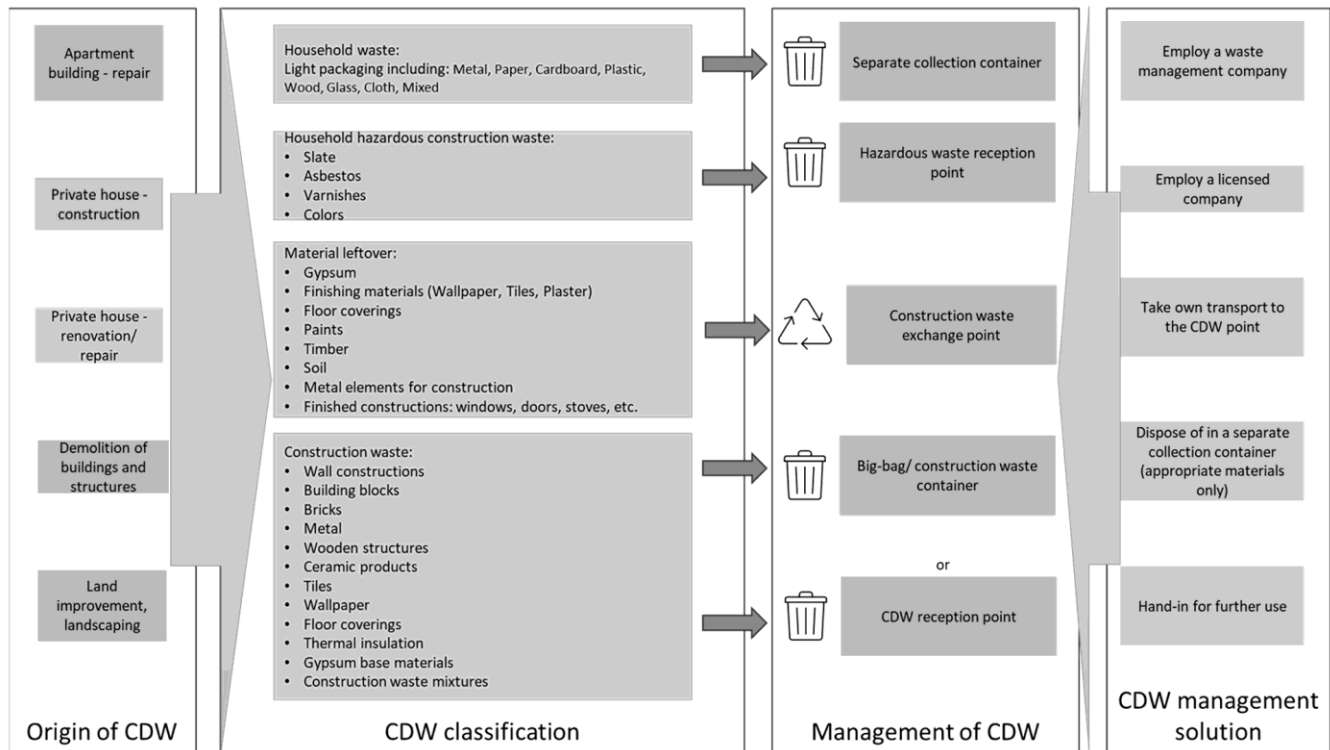 Apartment
building - repair
Private house -
construction
Private house -
renovation/
repair
Demolition of
buildings and
structures
Land
improvement,
landscaping
Origin of CDW
Household waste:
Light packaging including: Metal, Paper, Cardboard, Plastic,
Wood, Glass, Cloth, Mixed
Household hazardous construction waste:
• Slate
• Asbestos
• Varnishes
• Colors
Material leftover:
• Gypsum
• Finishing materials (Wallpaper, Tiles, Plaster)
• Floor coverings
• Paints
• Timber
• Soil
• Metal elements for construction
• Finished constructions: windows, doors, stoves, etc.
Construction waste:
• Wall constructions
• Building blocks
• Bricks
• Metal
• Wooden structures
• Ceramic products
• Tiles
• Wallpaper
• Floor coverings
• Thermal insulation
• Gypsum base materials
• Construction waste mixtures
CDW classification
Separate collection container
Hazardous waste reception
point
Construction waste
exchange point
Big-bag/ construction waste
container
or
CDW reception point
Management of CDW
Employ a waste
management company
Employ a licensed
company
Take own transport to
the CDW point
Dispose of in a separate
collection container
(appropriate materials
only)
Hand-in for further use
CDW management
solution